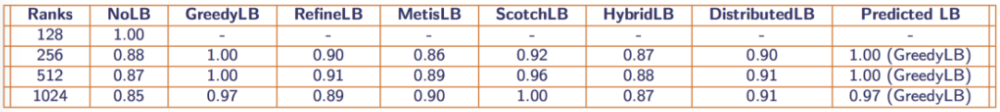 Ranks NoLB GreedyLB RefineLB MetisLB ScotchLB HybridLB DistributedLB Predicted LB
128 1.00 - - - - - - -
256 0.88 1.00 0.90 0.86 0.92 0.87 0.90 1.00 (GreedyLB)
512 0.87 1.00 0.91 0.89 0.96 0.88 0.91 1.00 (GreedyLB)
1024 0.85 0.97 0.89 0.90 1.00 0.87 0.91 0.97 (GreedyLB)